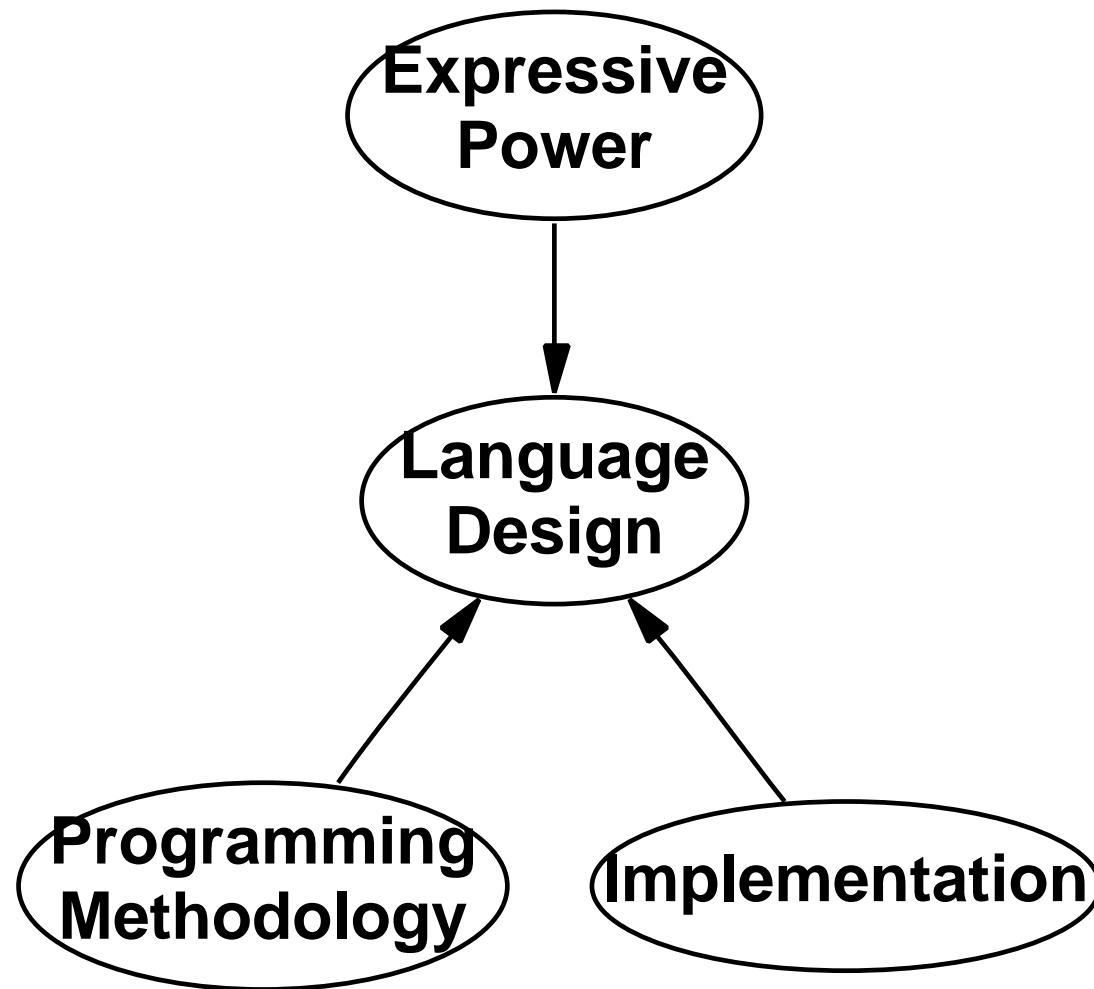 Expressive
Power
Language
Design
Programming
Methodology
Implementation